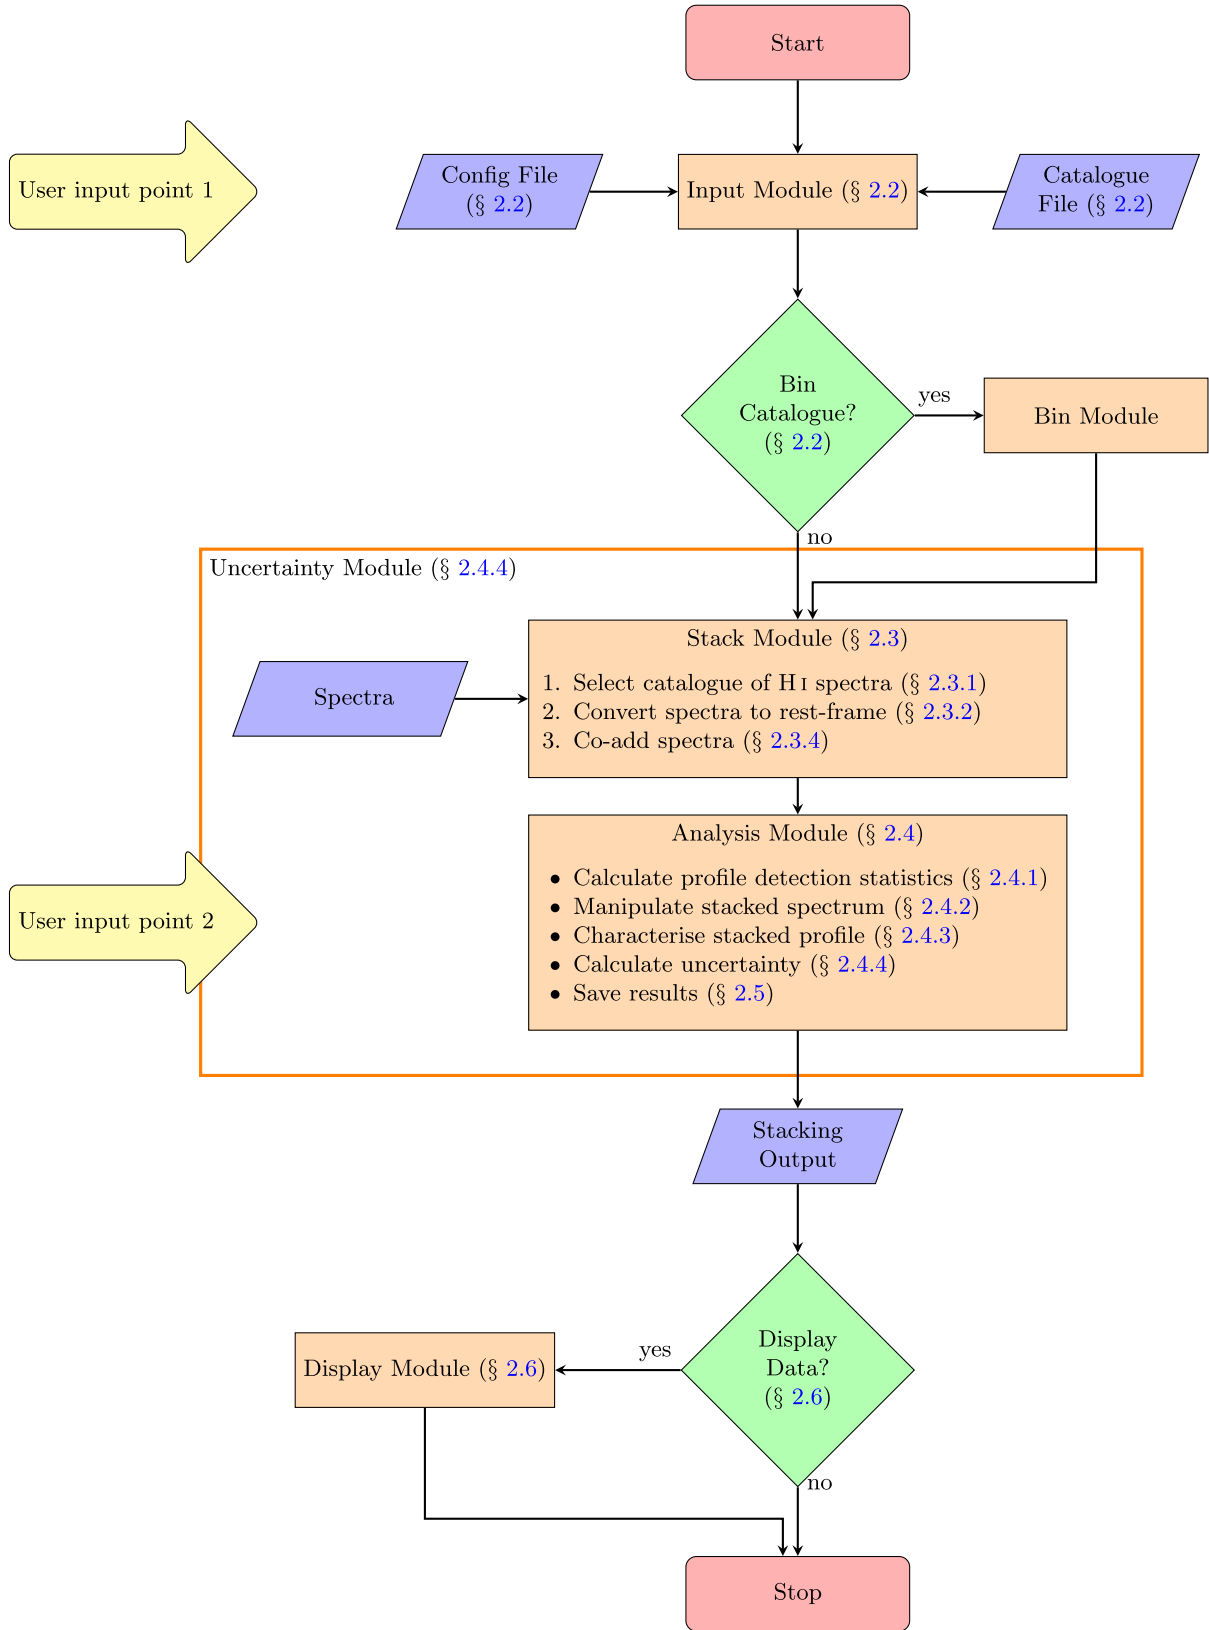 Start
User input point 1
Config File
(§ 2.2)
Input Module (§ 2.2)
Catalogue
File (§ 2.2)
Bin
Catalogue?
(§ 2.2)
yes
Bin Module
no
Uncertainty Module (§ 2.4.4)
Stack Module (§ 2.3)
1. Select catalogue of H I spectra (§ 2.3.1)
2. Convert spectra to rest-frame (§ 2.3.2)
3. Co-add spectra (§ 2.3.4)
Spectra
Analysis Module (§ 2.4)
• Calculate profile detection statistics (§ 2.4.1)
• Manipulate stacked spectrum (§ 2.4.2)
• Characterise stacked profile (§ 2.4.3)
• Calculate uncertainty (§ 2.4.4)
• Save results (§ 2.5)
User input point 2
Stacking
Output
Display
Data?
(§ 2.6)
yes
Display Module (§ 2.6)
no
Stop